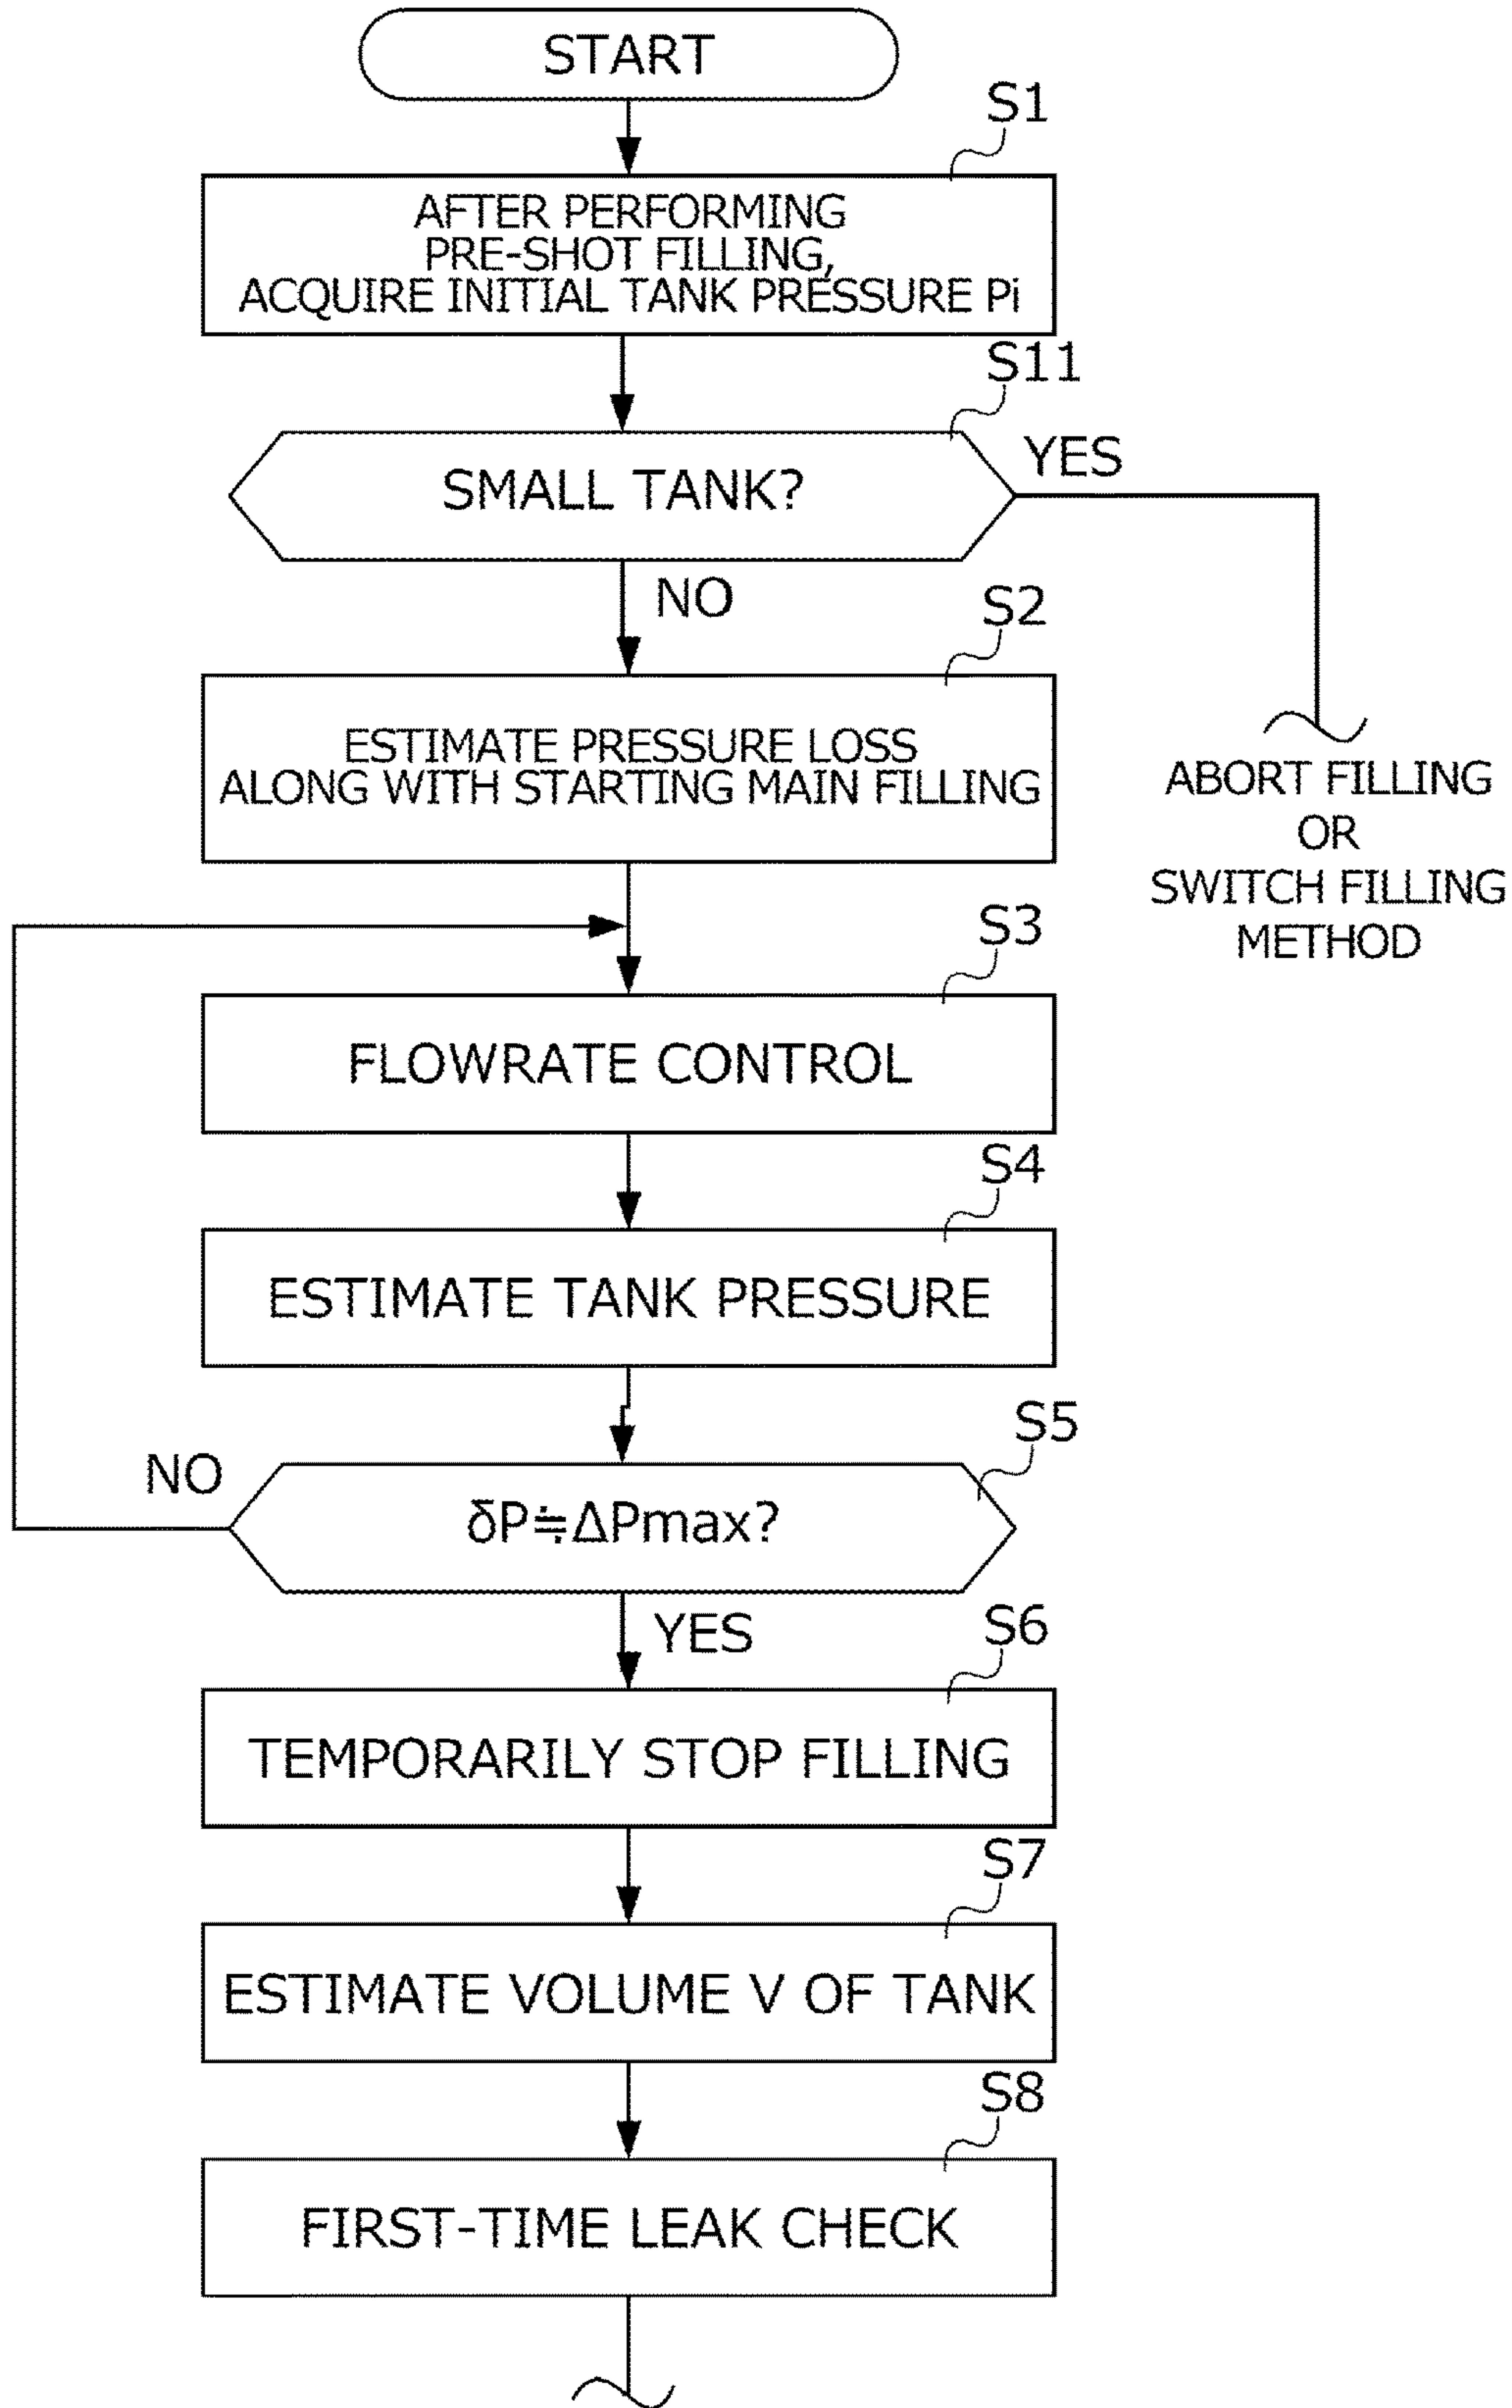 START
S1
AFTER PERFORMING
PRE-SHOT FILLING,
ACQUIRE INITIAL TANK PRESSURE Pi
S11
SMALL TANK?
YES
NO
S2
ESTIMATE PRESSURE LOSS
ALONG WITH STARTING MAIN FILLING
ABORT FILLING
OR
SWITCH FILLING
METHOD
S3
FLOWRATE CONTROL
S4
ESTIMATE TANK PRESSURE
S5
NO
δP≒ΔPmax?
YES
S6
TEMPORARILY STOP FILLING
S7
ESTIMATE VOLUME V OF TANK
S8
FIRST-TIME LEAK CHECK